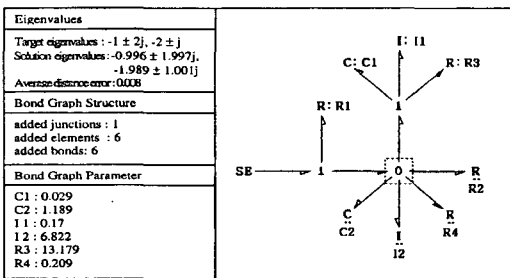 Eigenvalues
Target eigenvalues : -1 ± 2j, -2 ± j
Solution eigenvalues: -0.996 ± 1.997j,
-1.989 ± 1.001j
Average distance error: 0.008
Bond Graph Structure
added junctions : 1
added elements : 6
added bonds: 6
Bond Graph Parameter
C1 : 0.029
C2 : 1.189
I1 : 0.17
I2 : 6.822
R3 : 13.179
R4 : 0.209
I: I1
C: C1
R: R3
R: R1
1
SE
1
0
R
R2
C
C2
I
I2
R
R4